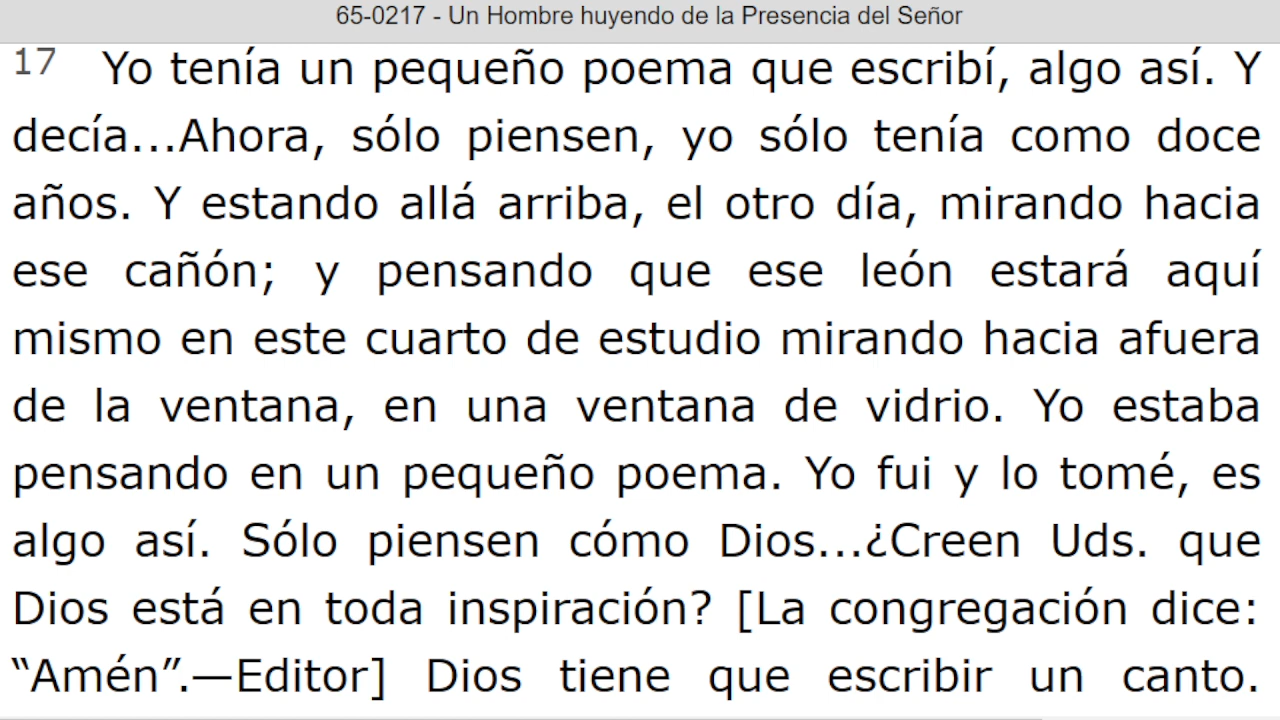 65-0217 - Un Hombre huyendo de la Presencia del Señor
17 Yo tenía un pequeño poema que escribí, algo así. Y
decía...Ahora, sólo piensen, yo sólo tenía como doce
años. Y estando allá arriba, el otro día, mirando hacia
ese cañón; y pensando que ese león estará aquí
mismo en este cuarto de estudio mirando hacia afuera
de la ventana, en una ventana de vidrio. Yo estaba
pensando en un pequeño poema. Yo fui y lo tomé, es
algo así. Sólo piensen cómo Dios...¿Creen Uds. que
Dios está en toda inspiración? [La congregación dice:
“Amén”.—Editor] Dios tiene que escribir un canto.